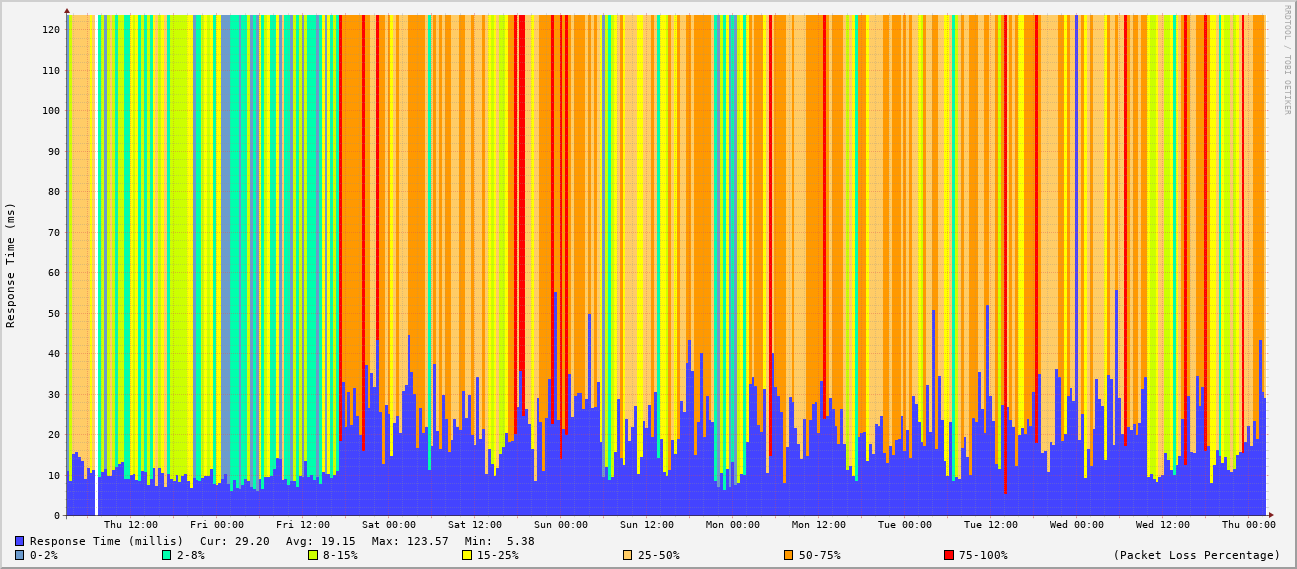 RRDTOOL / TOBI OETIKER
Response Time (ms)
120
110
100
90
80
70
60
50
40
30
20
10
0
Thu 12:00 Fri 00:00 Fri 12:00 Sat 00:00 Sat 12:00 Sun 00:00 Sun 12:00 Mon 00:00 Mon 12:00 Tue 00:00 Tue 12:00 Wed 00:00 Wed 12:00 Thu 00:00
Response Time (millis) Cur: 29.20 Avg: 19.15 Max: 123.57 Min: 5.38
0-2% 2-8% 8-15% 15-25% 25-50% 50-75% 75-100% (Packet Loss Percentage)